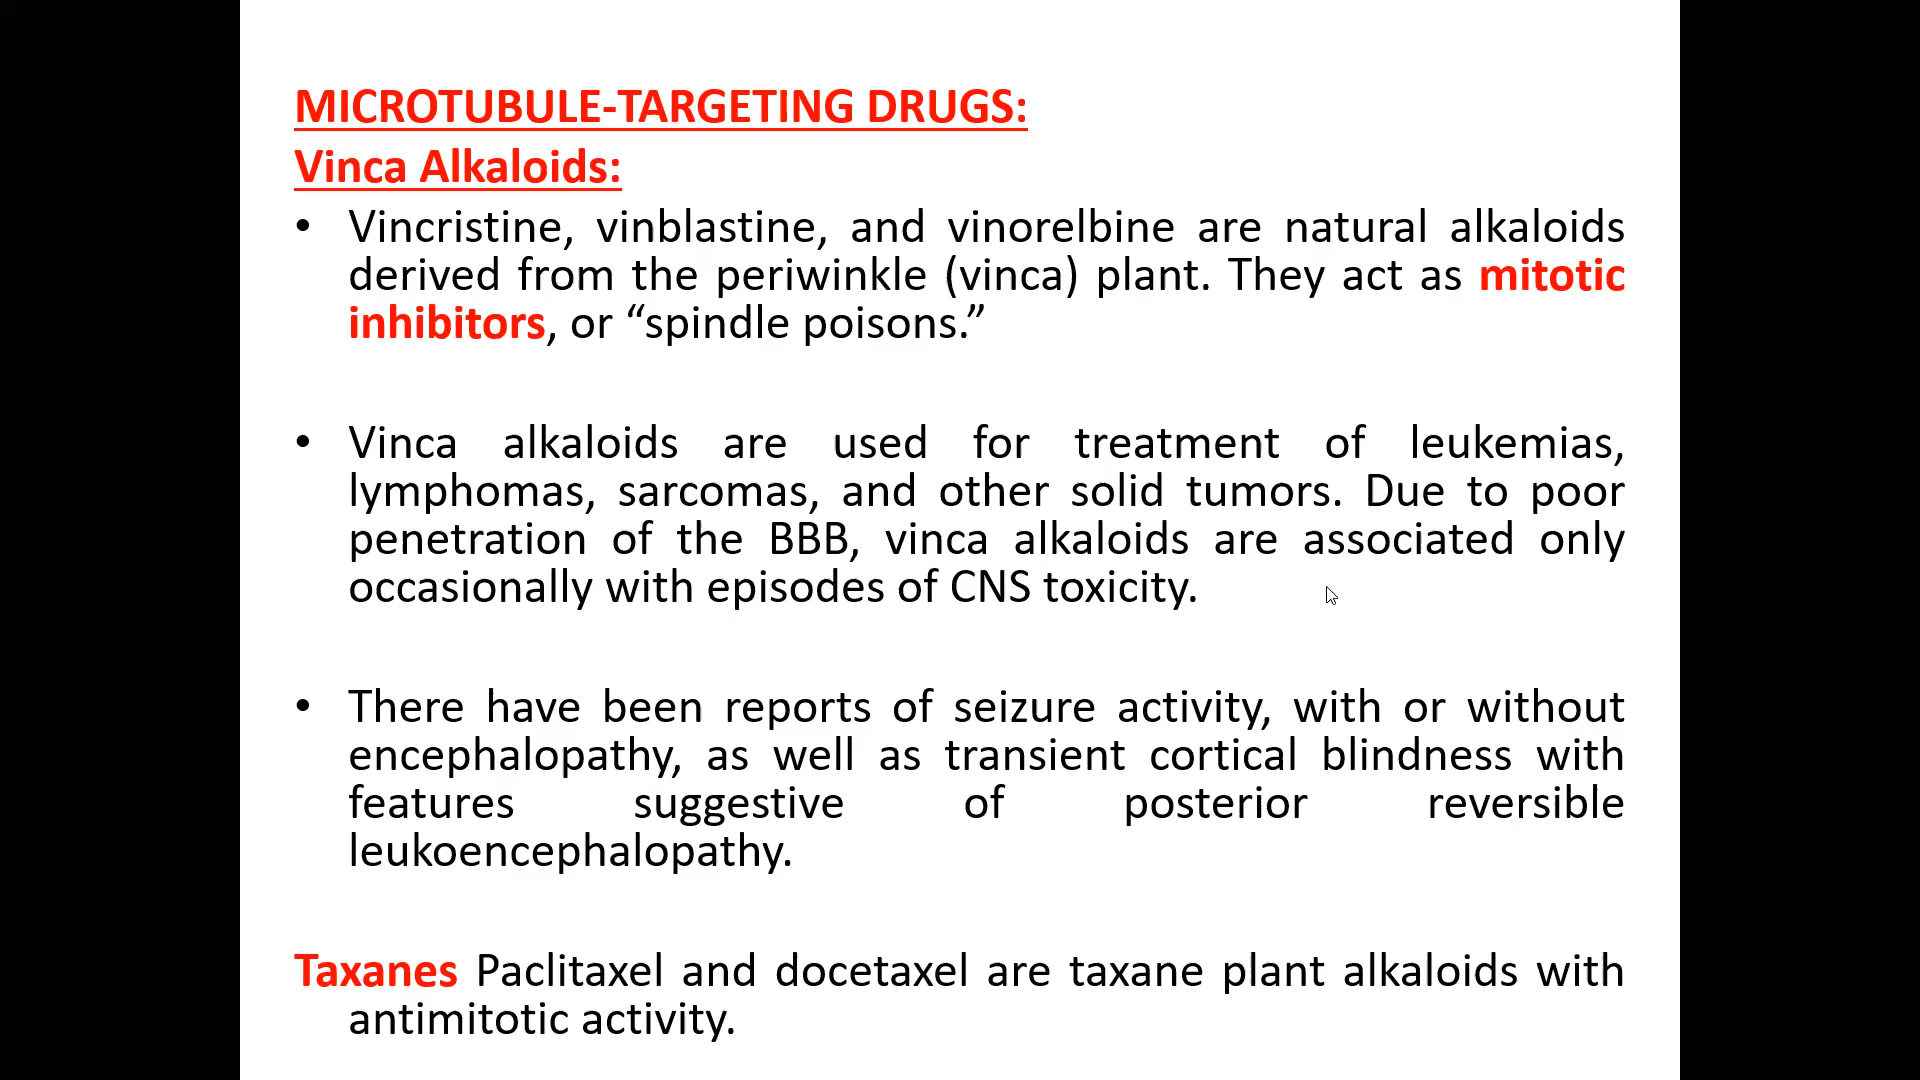 MICROTUBULE-TARGETING DRUGS:
Vinca Alkaloids:
• Vincristine, vinblastine, and vinorelbine are natural alkaloids
derived from the periwinkle (vinca) plant. They act as mitotic
inhibitors, or “spindle poisons.”
• Vinca alkaloids are used for treatment of leukemias,
lymphomas, sarcomas, and other solid tumors. Due to poor
penetration of the BBB, vinca alkaloids are associated only
occasionally with episodes of CNS toxicity.
• There have been reports of seizure activity, with or without
encephalopathy, as well as transient cortical blindness with
features suggestive of posterior reversible
leukoencephalopathy.
Taxanes Paclitaxel and docetaxel are taxane plant alkaloids with
antimitotic activity.